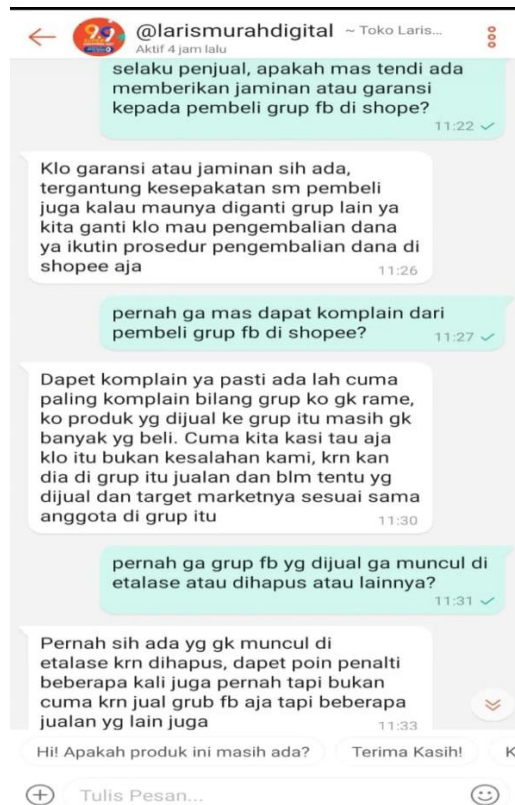 @larismurahdigital ~ Toko Laris...
Aktif 4 jam lalu
9.9
selaku penjual, apakah mas tendi ada
memberikan jaminan atau garansi
kepada pembeli grup fb di shope?
11:22
Klo garansi atau jaminan sih ada,
tergantung kesepakatan sm pembeli
juga kalau maunya diganti grup lain ya
kita ganti klo mau pengembalian dana
ya ikutin prosedur pengembalian dana di
shopee aja
11:26
pernah ga mas dapat komplain dari
pembeli grup fb di shopee?
11:27
Dapet komplain ya pasti ada lah cuma
paling komplain bilang grup ko gk rame,
ko produk yg dijual ke grup itu masih gk
banyak yg beli. Cuma kita kasi tau aja
klo itu bukan kesalahan kami, krn kan
dia di grup itu jualan dan blm tentu yg
dijual dan target marketnya sesuai sama
anggota di grup itu
11:30
pernah ga grup fb yg dijual ga muncul di
etalase atau dihapus atau lainnya?
11:31
Pernah sih ada yg gk muncul di
etalase krn dihapus, dapet poin penalti
beberapa kali juga pernah tapi bukan
cuma krn jual grub fb aja tapi beberapa
jualan yg lain juga
11:33
Hi! Apakah produk ini masih ada?
Terima Kasih!
K
Tulis Pesan...